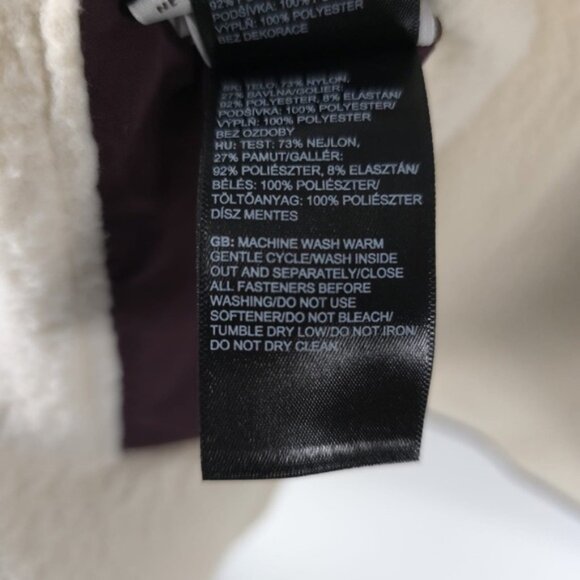 92% POLYESTER, 8% ELASTAN/
PODŠÍVKA: 100% POLYESTER/
VÝPLŇ: 100% POLYESTER
BEZ DEKORACE
SK: TELO: 73% NYLON,
27% BAVLNA/GOLIER:
92% POLYESTER, 8% ELASTAN/
PODŠÍVKA: 100% POLYESTER/
VÝPLŇ: 100% POLYESTER
BEZ OZDOBY
HU: TEST: 73% NEJLON,
27% PAMUT/GALLÉR:
92% POLIÉSZTER, 8% ELASZTÁN/
BÉLÉS: 100% POLIÉSZTER/
TÖLTŐANYAG: 100% POLIÉSZTER
DÍSZ MENTES
GB: MACHINE WASH WARM
GENTLE CYCLE/WASH INSIDE
OUT AND SEPARATELY/CLOSE
ALL FASTENERS BEFORE
WASHING/DO NOT USE
SOFTENER/DO NOT BLEACH/
TUMBLE DRY LOW/DO NOT IRON/
DO NOT DRY CLEAN